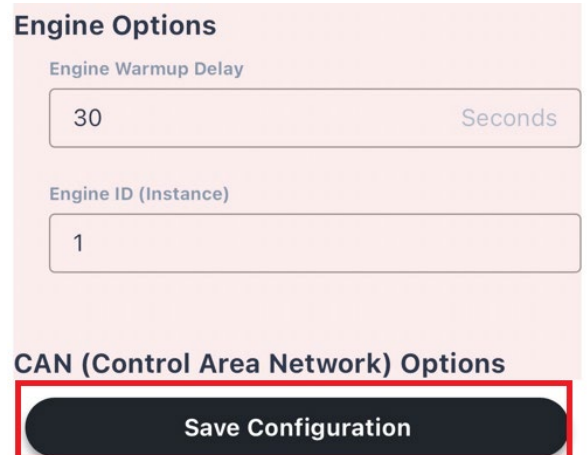 Engine Options
Engine Warmup Delay
30 Seconds
Engine ID (Instance)
1
CAN (Control Area Network) Options
Save Configuration